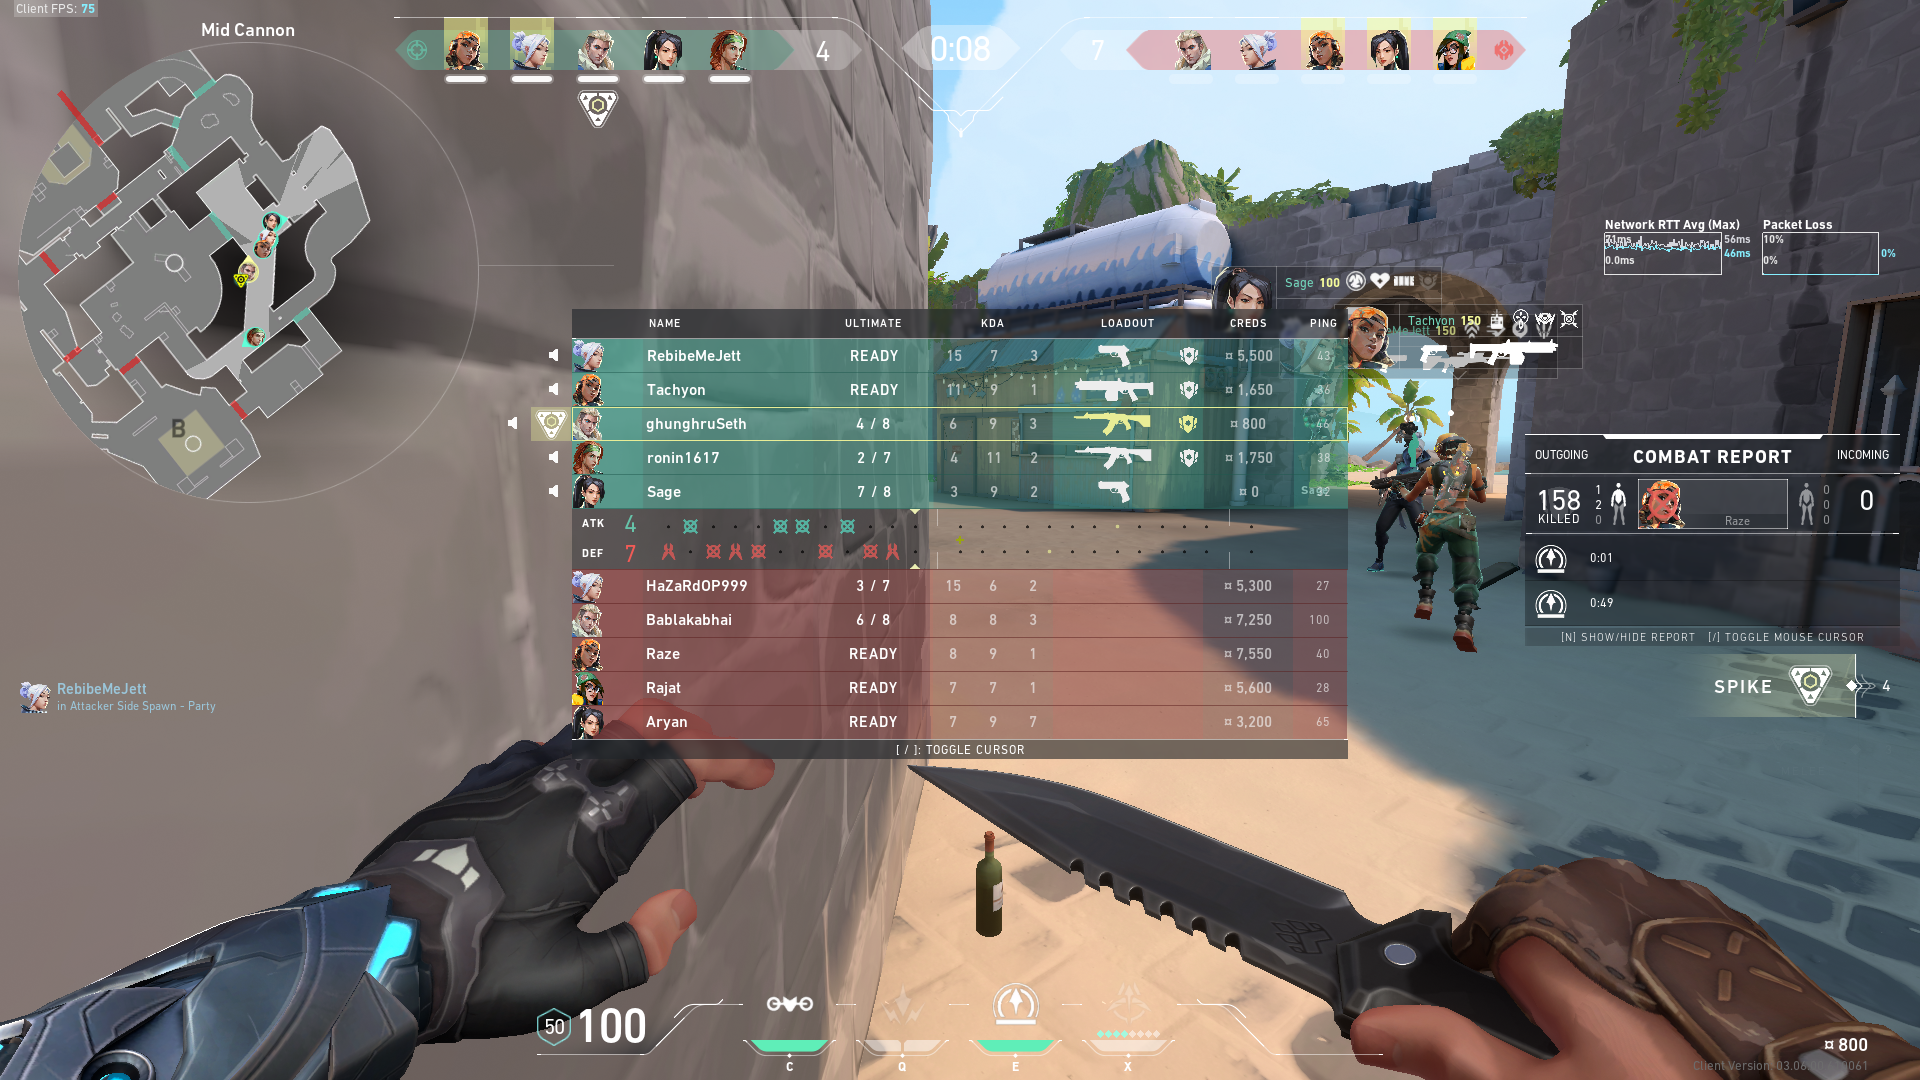 Client FPS: 75
Mid Cannon
4
0:08
7
B
Network RTT Avg (Max)
71ms
56ms
46ms
0.0ms
Packet Loss
10%
0%
0%
Sage 100
Tachyon 150
NAME ULTIMATE KDA LOADOUT CREDS PING
RebibeMeJett READY 15 7 3 ¤ 5,500 43
Tachyon READY 11 9 1 ¤ 1,650 36
ghunghruSeth 4 / 8 6 9 3 ¤ 800 46
ronin1617 2 / 7 4 11 2 ¤ 1,750 38
Sage 7 / 8 3 9 2 ¤ 0
ATK 4
DEF 7
HaZaRdOP999 3 / 7 15 6 2 ¤ 5,300 27
Bablakabhai 6 / 8 8 8 3 ¤ 7,250 100
Raze READY 8 9 1 ¤ 7,550 40
Rajat READY 7 7 1 ¤ 5,600 28
Aryan READY 7 9 7 ¤ 3,200 65
[ / ]: TOGGLE CURSOR
OUTGOING COMBAT REPORT INCOMING
158 KILLED
1
2
0
Raze
0
0
0
0
0:01
0:49
[N] SHOW/HIDE REPORT [/] TOGGLE MOUSE CURSOR
SPIKE 4
RebibeMeJett
in Attacker Side Spawn - Party
50 100
C Q E X
¤ 800